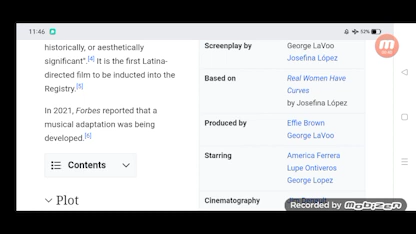 11:46
52%
historically, or aesthetically
significant".[4] It is the first Latina-
directed film to be inducted into the
Registry.[5]
In 2021, Forbes reported that a
musical adaptation was being
developed.[6]
Contents
Plot
Screenplay by George LaVoo
Josefina López
Based on Real Women Have
Curves
by Josefina López
Produced by Effie Brown
George LaVoo
Starring America Ferrera
Lupe Ontiveros
George Lopez
Cinematography
Recorded by Mobizen